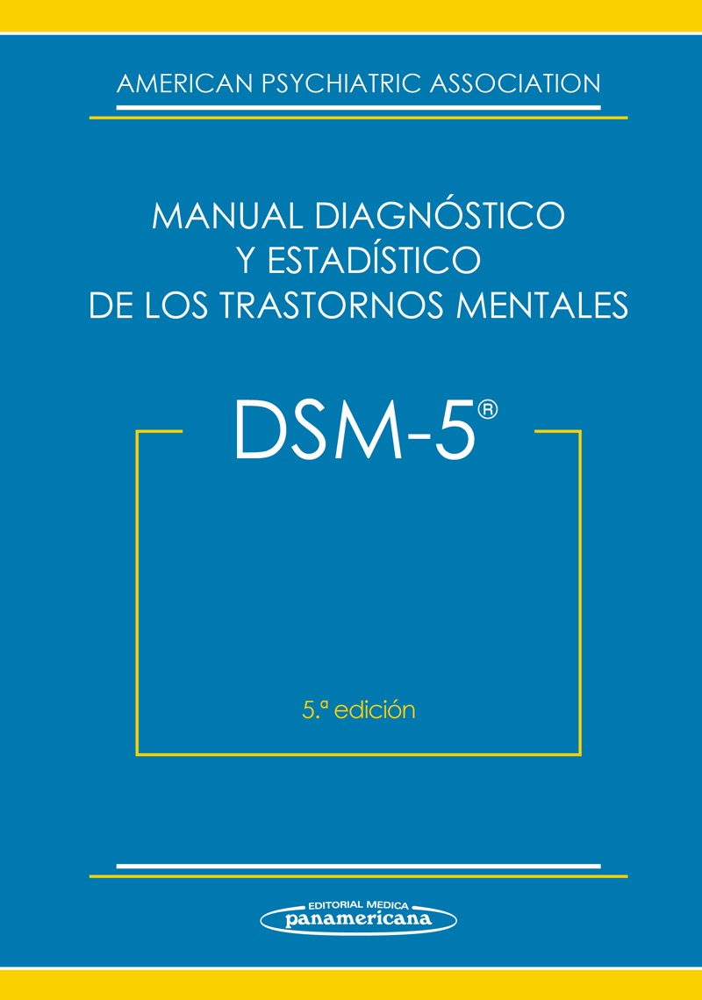 AMERICAN PSYCHIATRIC ASSOCIATION
MANUAL DIAGNÓSTICO
Y ESTADÍSTICO
DE LOS TRASTORNOS MENTALES
DSM-5®
5.ª edición
EDITORIAL MEDICA
panamericana